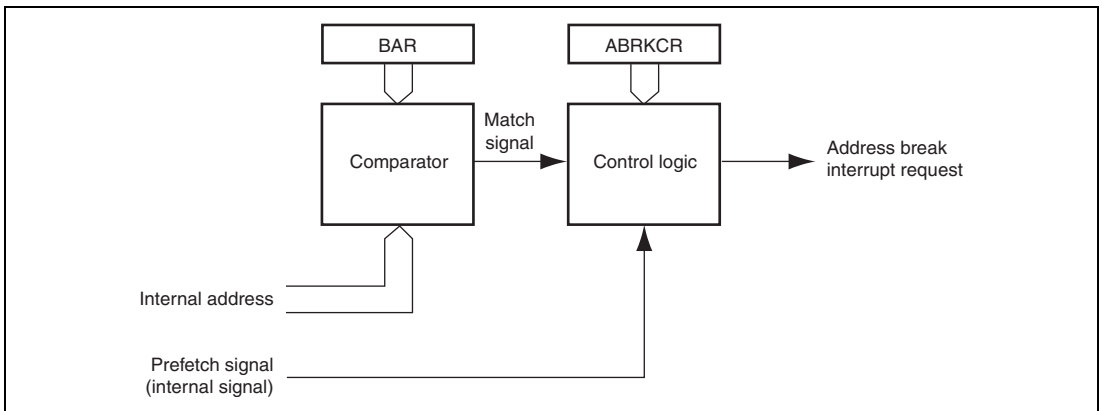 BAR
ABRKCR
Match
signal
Comparator
Control logic
Address break
interrupt request
Internal address
Prefetch signal
(internal signal)